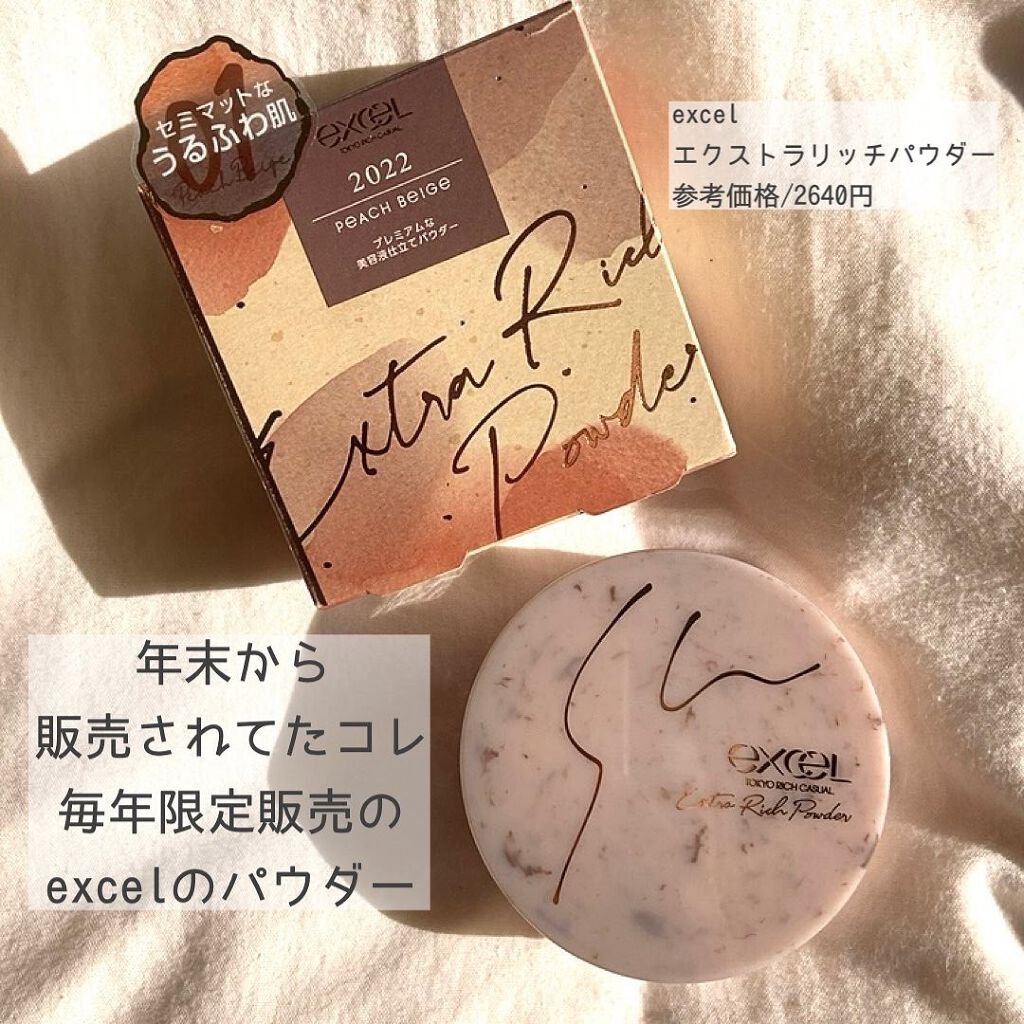 セミマットな
うるふわ肌
01
Peach Beige
excel
TOKYO RICH CASUAL
2022
PEACH BEIGE
プレミアムな
美容液仕立てパウダー
Extra Rich
Powder
excel
エクストラリッチパウダー
参考価格/2640円
年末から
販売されてたコレ
毎年限定販売の
excelのパウダー
excel
TOKYO RICH CASUAL
Extra Rich Powder